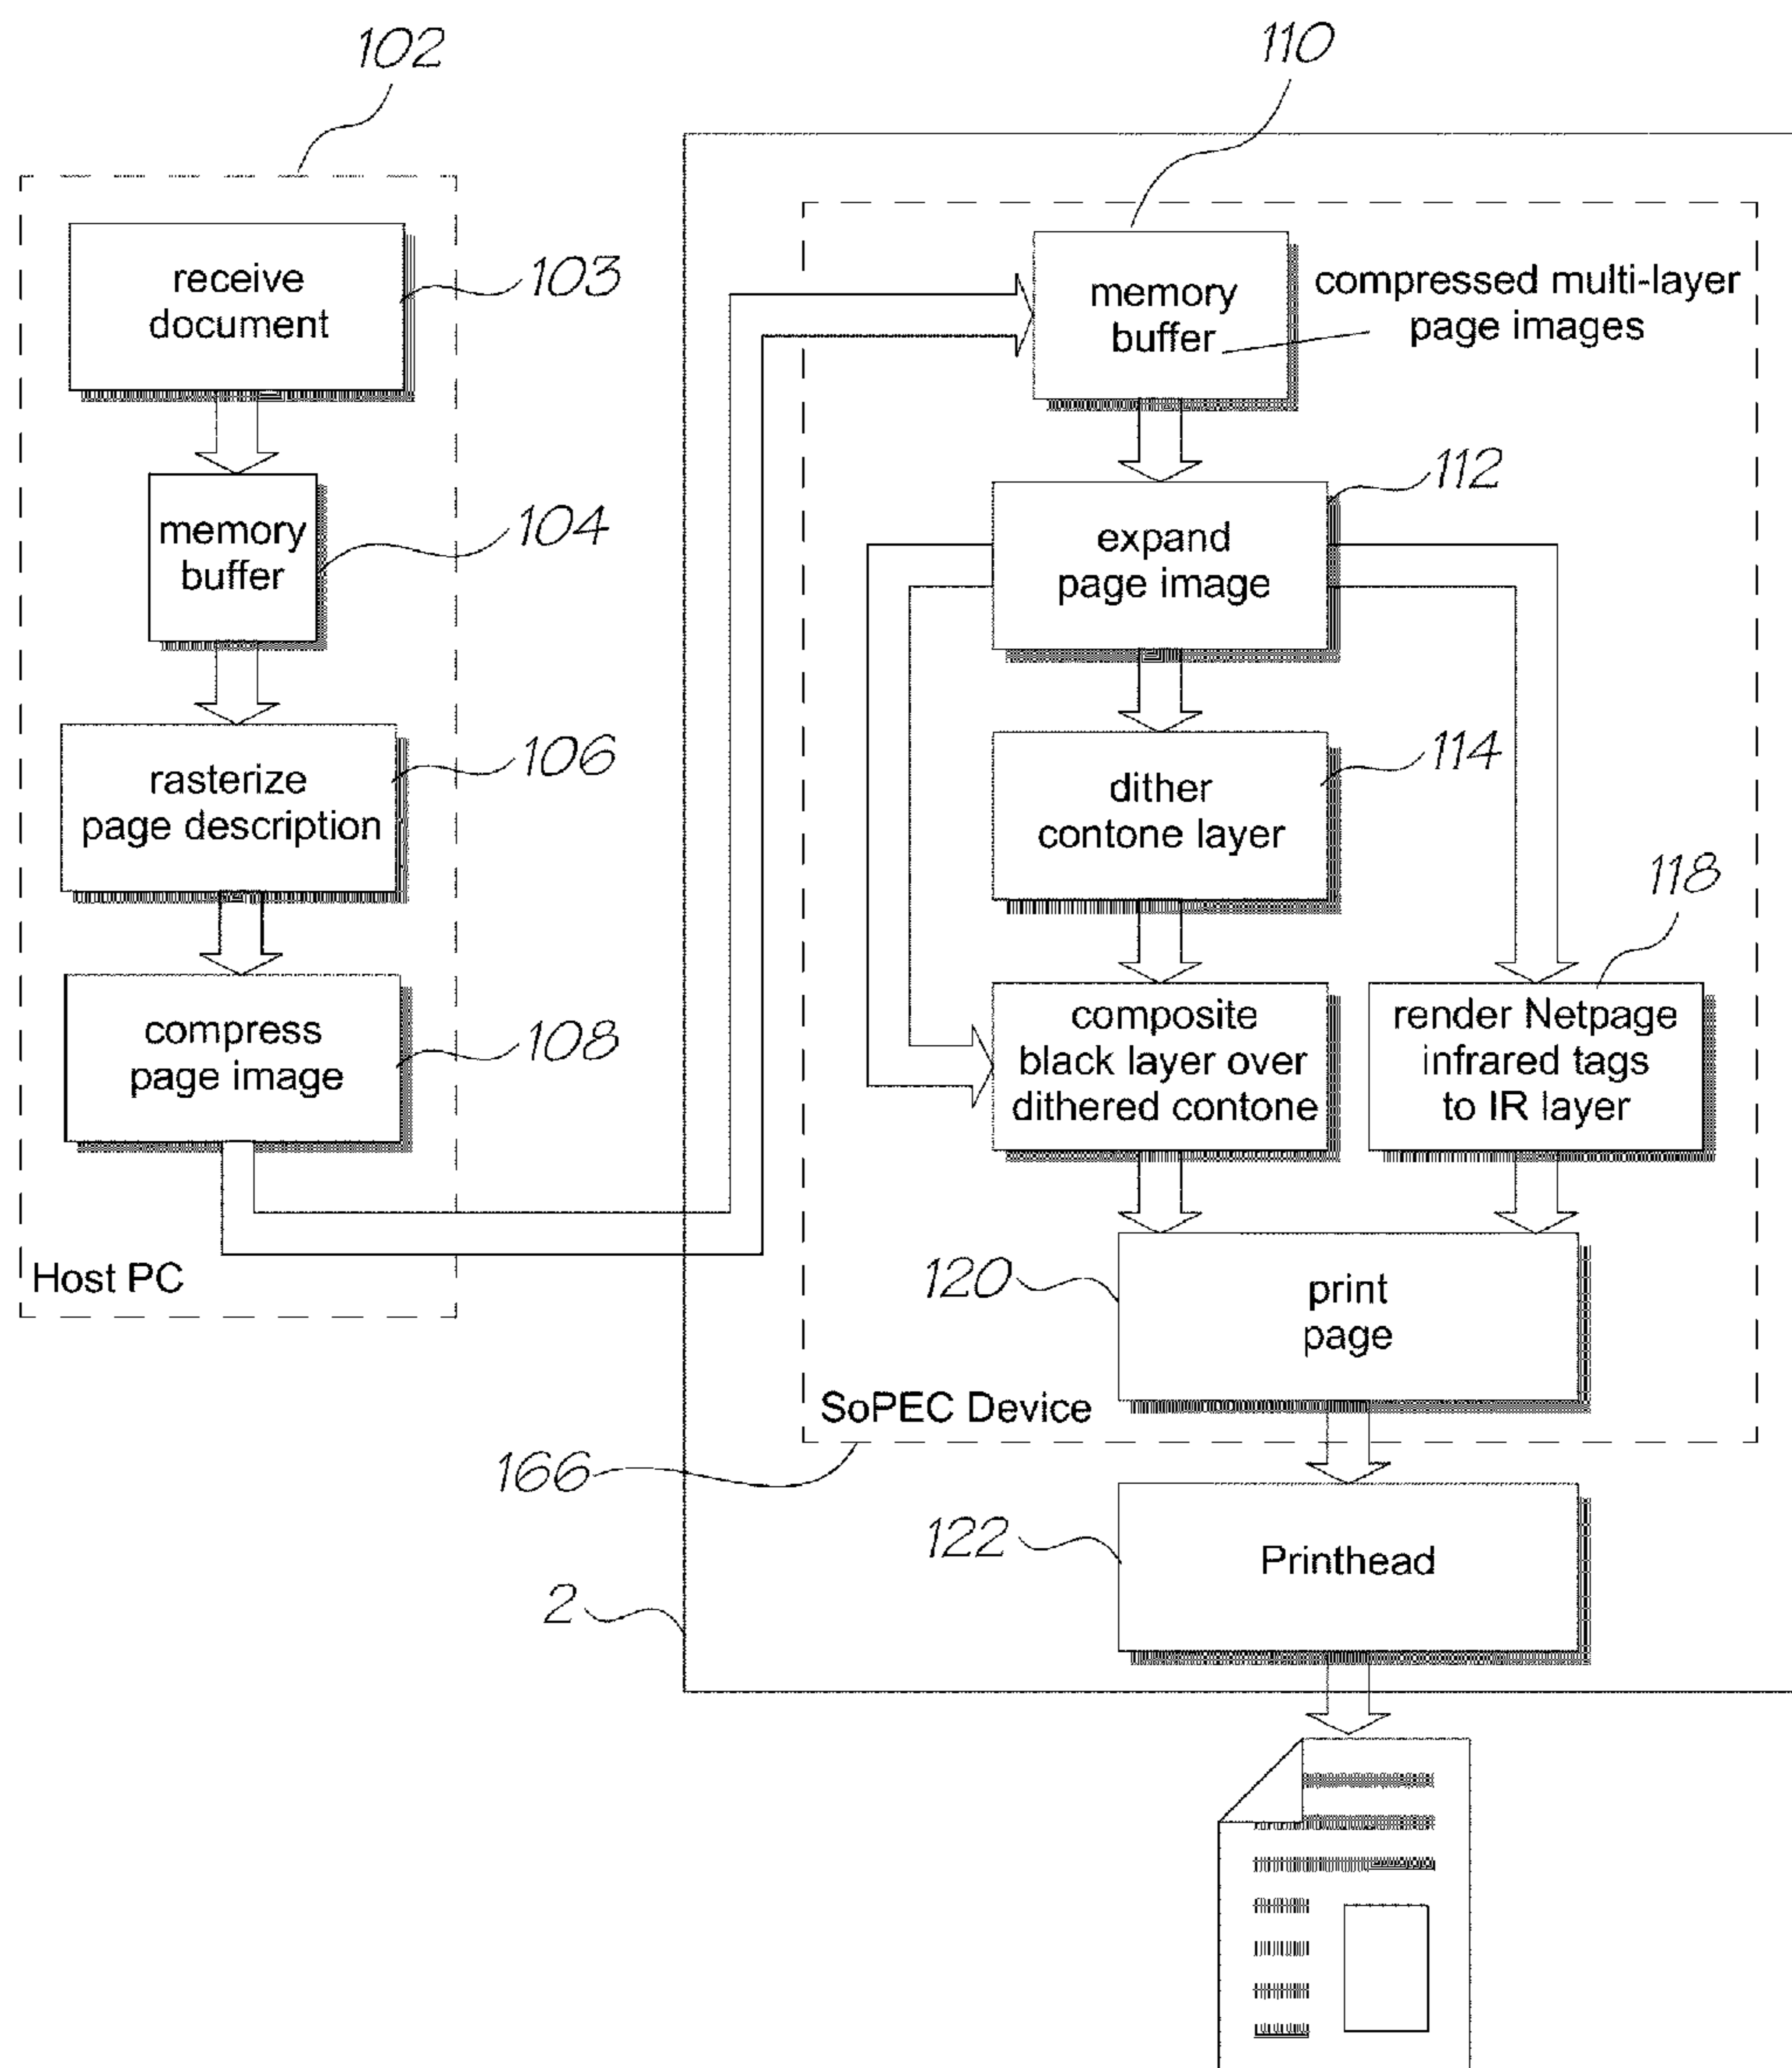 102
110
receive
document
103
memory
buffer
compressed multi-layer
page images
memory
buffer
104
expand
page image
112
rasterize
page description
106
dither
contone layer
114
118
compress
page image
108
composite
black layer over
dithered contone
render Netpage
infrared tags
to IR layer
Host PC
120
print
page
SoPEC Device
166
122
Printhead
2